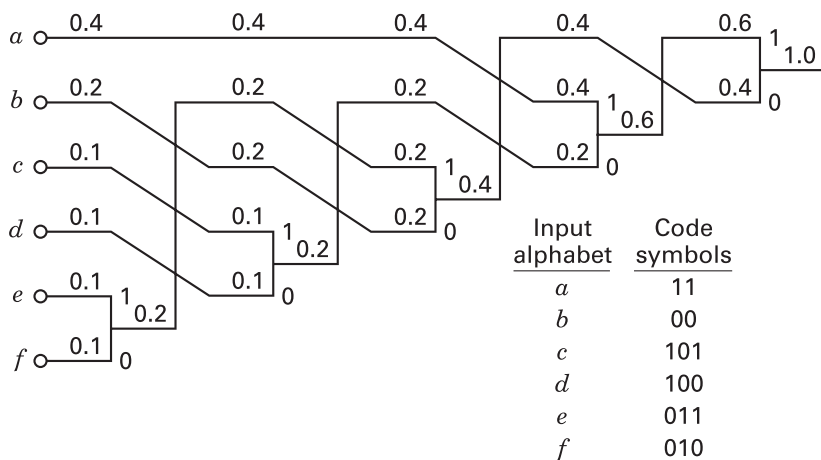 a 0.4 0.4 0.4 0.4 0.6 1 1.0
b 0.2 0.2 0.2 0.4 1 0.6 0.4 0
c 0.1 0.2 0.2 1 0.4 0.2 0
d 0.1 0.1 1 0.2 0.2 0
e 0.1 1 0.2 0.1 0
f 0.1 0
Input alphabet Code symbols
a 11
b 00
c 101
d 100
e 011
f 010